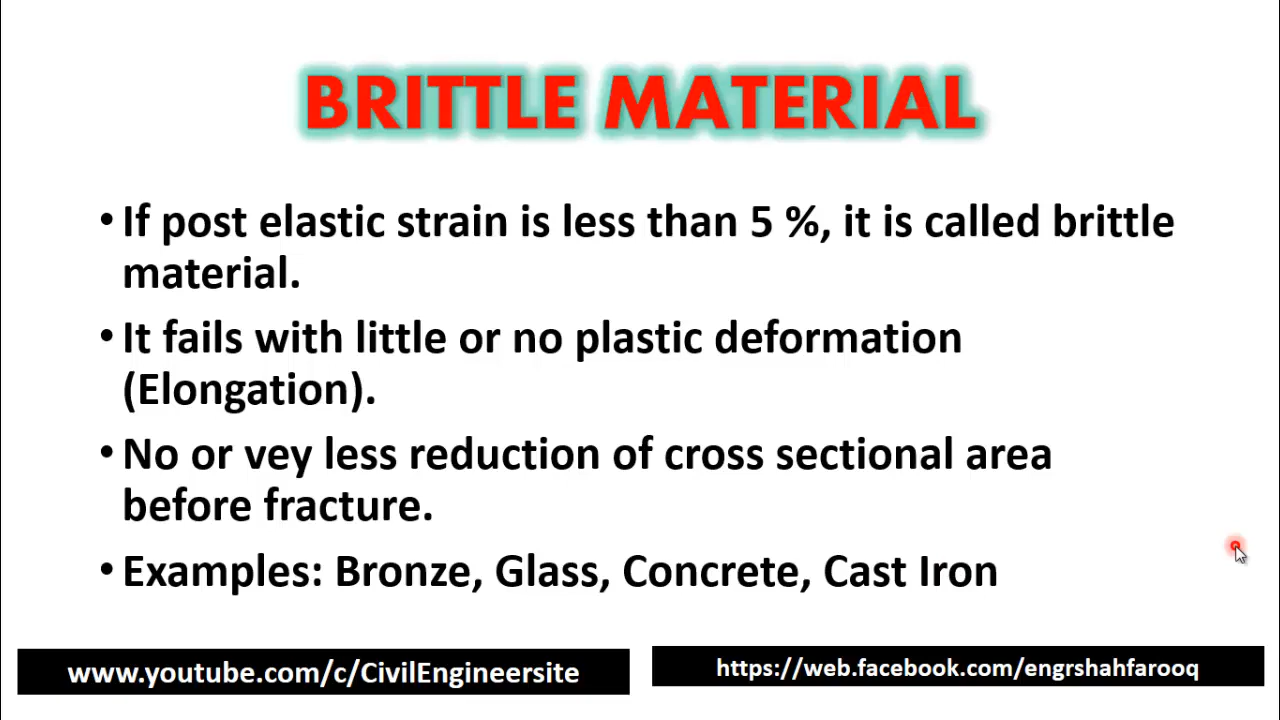 BRITTLE MATERIAL
• If post elastic strain is less than 5 %, it is called brittle
material.
• It fails with little or no plastic deformation
(Elongation).
• No or vey less reduction of cross sectional area
before fracture.
• Examples: Bronze, Glass, Concrete, Cast Iron
www.youtube.com/c/CivilEngineersite
https://web.facebook.com/engrshahfarooq